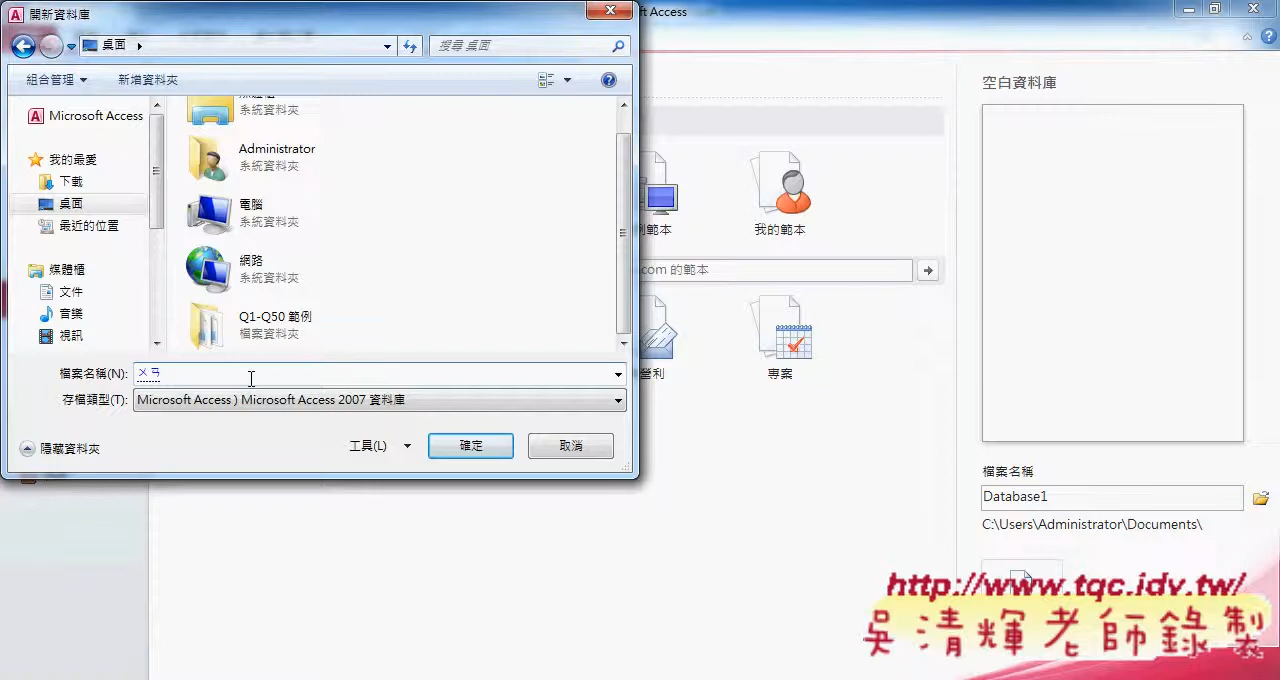 開新資料庫
ft Access
桌面
搜尋 桌面
組合管理
新增資料夾
Microsoft Access
我的最愛
下載
桌面
最近的位置
媒體櫃
文件
音樂
視訊
系統資料夾
Administrator
系統資料夾
電腦
系統資料夾
網路
系統資料夾
Q1-Q50 範例
檔案資料夾
檔案名稱(N):
ㄨㄢ
存檔類型(T):
Microsoft Access ) Microsoft Access 2007 資料庫
隱藏資料夾
工具(L)
確定
取消
範本
我的範本
com 的範本
營利
專案
空白資料庫
檔案名稱
Database1
C:\Users\Administrator\Documents\
http://www.tqc.idv.tw/
吳清輝老師錄製